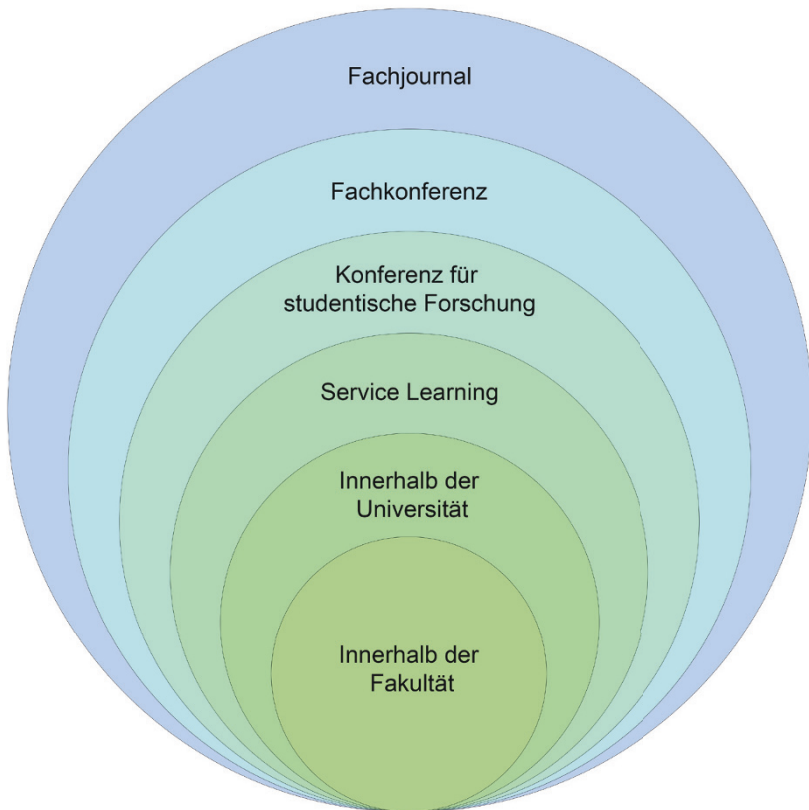 Fachjournal
Fachkonferenz
Konferenz für
studentische Forschung
Service Learning
Innerhalb der
Universität
Innerhalb der
Fakultät